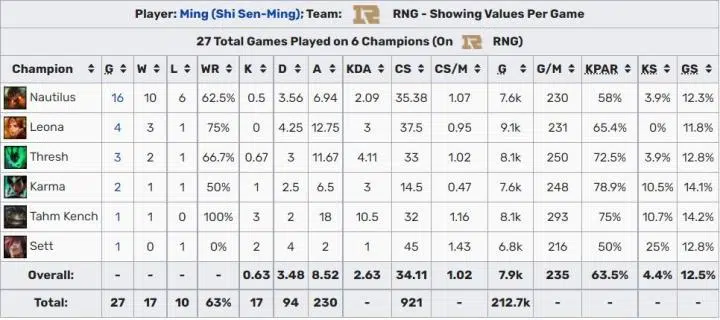 Player: Ming (Shi Sen-Ming); Team: RNG - Showing Values Per Game
27 Total Games Played on 6 Champions (On RNG)
Champion G W L WR K D A KDA CS CS/M G G/M KPAR KS GS
Nautilus 16 10 6 62.5% 0.5 3.56 6.94 2.09 35.38 1.07 7.6k 230 58% 3.9% 12.3%
Leona 4 3 1 75% 0 4.25 12.75 3 37.5 0.95 9.1k 231 65.4% 0% 11.8%
Thresh 3 2 1 66.7% 0.67 3 11.67 4.11 33 1.02 8.1k 250 72.5% 3.9% 12.8%
Karma 2 1 1 50% 1 2.5 6.5 3 14.5 0.47 7.6k 248 78.9% 10.5% 14.1%
Tahm Kench 1 1 0 100% 3 2 18 10.5 32 1.16 8.1k 293 75% 10.7% 14.2%
Sett 1 0 1 0% 2 4 2 1 45 1.43 6.8k 216 50% 25% 12.8%
Overall: - - - - 0.63 3.48 8.52 2.63 34.11 1.02 7.9k 235 63.5% 4.4% 12.5%
Total: 27 17 10 63% 17 94 230 - 921 - 212.7k - - - -